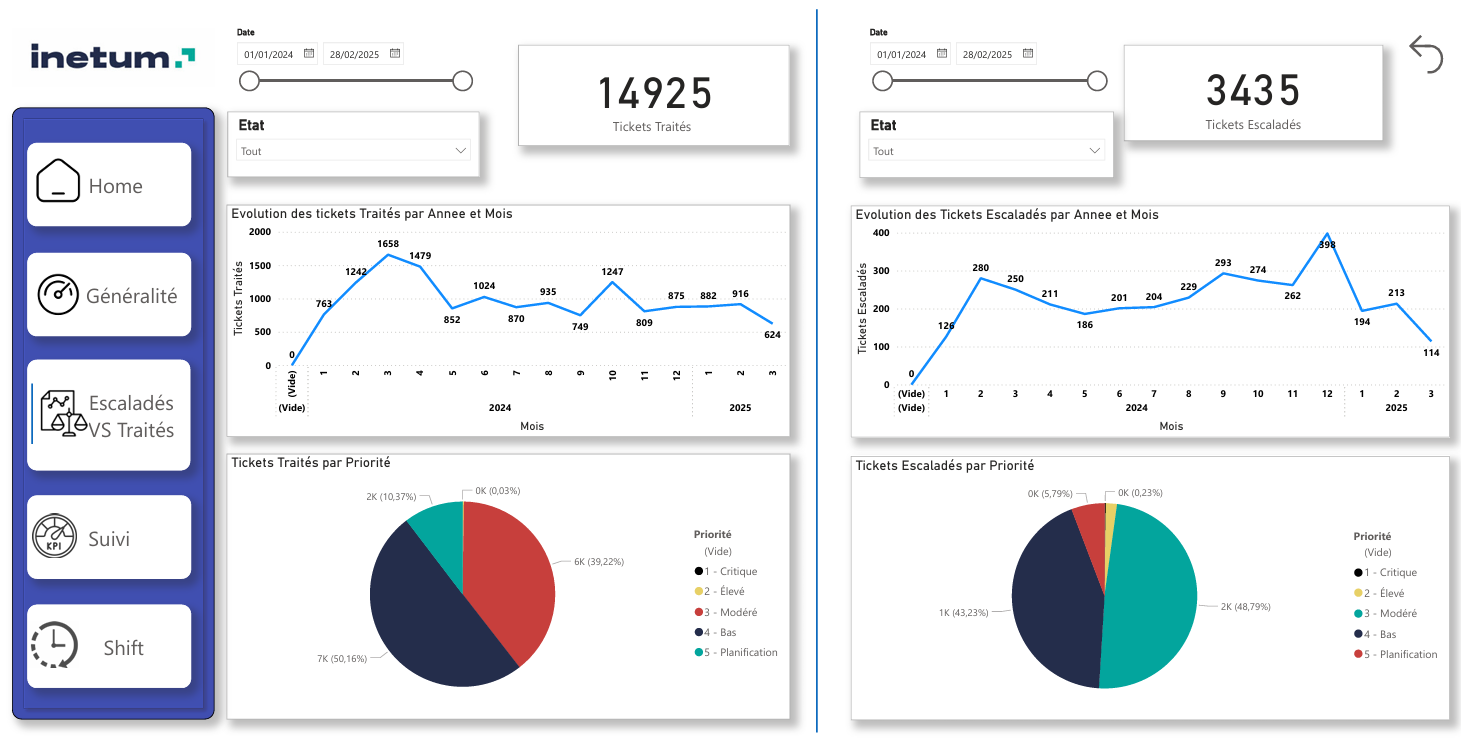 inetum.
Home
Généralité
Escaladés
VS Traités
KPI
Suivi
Shift
Date
01/01/2024
28/02/2025
Etat
Tout
14925
Tickets Traités
Evolution des tickets Traités par Annee et Mois
Tickets Traités
2000
1500
1000
500
0
0
763
1242
1658
1479
852
1024
870
935
749
1247
809
875
882
916
624
(Vide) 1 2 3 4 5 6 7 8 9 10 11 12 1 2 3
(Vide) 2024 2025
Mois
Tickets Traités par Priorité
2K (10,37%)
0K (0,03%)
6K (39,22%)
7K (50,16%)
Priorité
(Vide)
1 - Critique
2 - Élevé
3 - Modéré
4 - Bas
5 - Planification
Date
01/01/2024
28/02/2025
Etat
Tout
3435
Tickets Escaladés
Evolution des Tickets Escaladés par Annee et Mois
Tickets Escaladés
400
300
200
100
0
0
126
280
250
211
186
201
204
229
293
274
262
398
194
213
114
(Vide) 1 2 3 4 5 6 7 8 9 10 11 12 1 2 3
(Vide) 2024 2025
Mois
Tickets Escaladés par Priorité
0K (5,79%)
0K (0,23%)
1K (43,23%)
2K (48,79%)
Priorité
(Vide)
1 - Critique
2 - Élevé
3 - Modéré
4 - Bas
5 - Planification